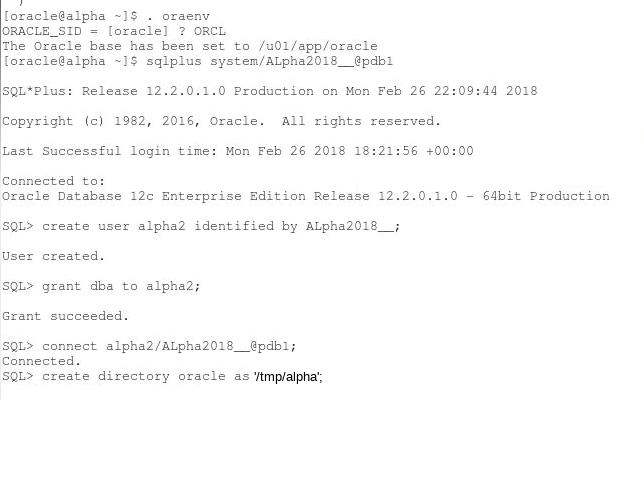 )
[oracle@alpha ~]$ . oraenv
ORACLE_SID = [oracle] ? ORCL
The Oracle base has been set to /u01/app/oracle
[oracle@alpha ~]$ sqlplus system/ALpha2018__@pdb1
SQL*Plus: Release 12.2.0.1.0 Production on Mon Feb 26 22:09:44 2018
Copyright (c) 1982, 2016, Oracle.  All rights reserved.
Last Successful login time: Mon Feb 26 2018 18:21:56 +00:00
Connected to:
Oracle Database 12c Enterprise Edition Release 12.2.0.1.0 - 64bit Production
SQL> create user alpha2 identified by ALpha2018__;
User created.
SQL> grant dba to alpha2;
Grant succeeded.
SQL> connect alpha2/ALpha2018__@pdb1;
Connected.
SQL> create directory oracle as '/tmp/alpha';